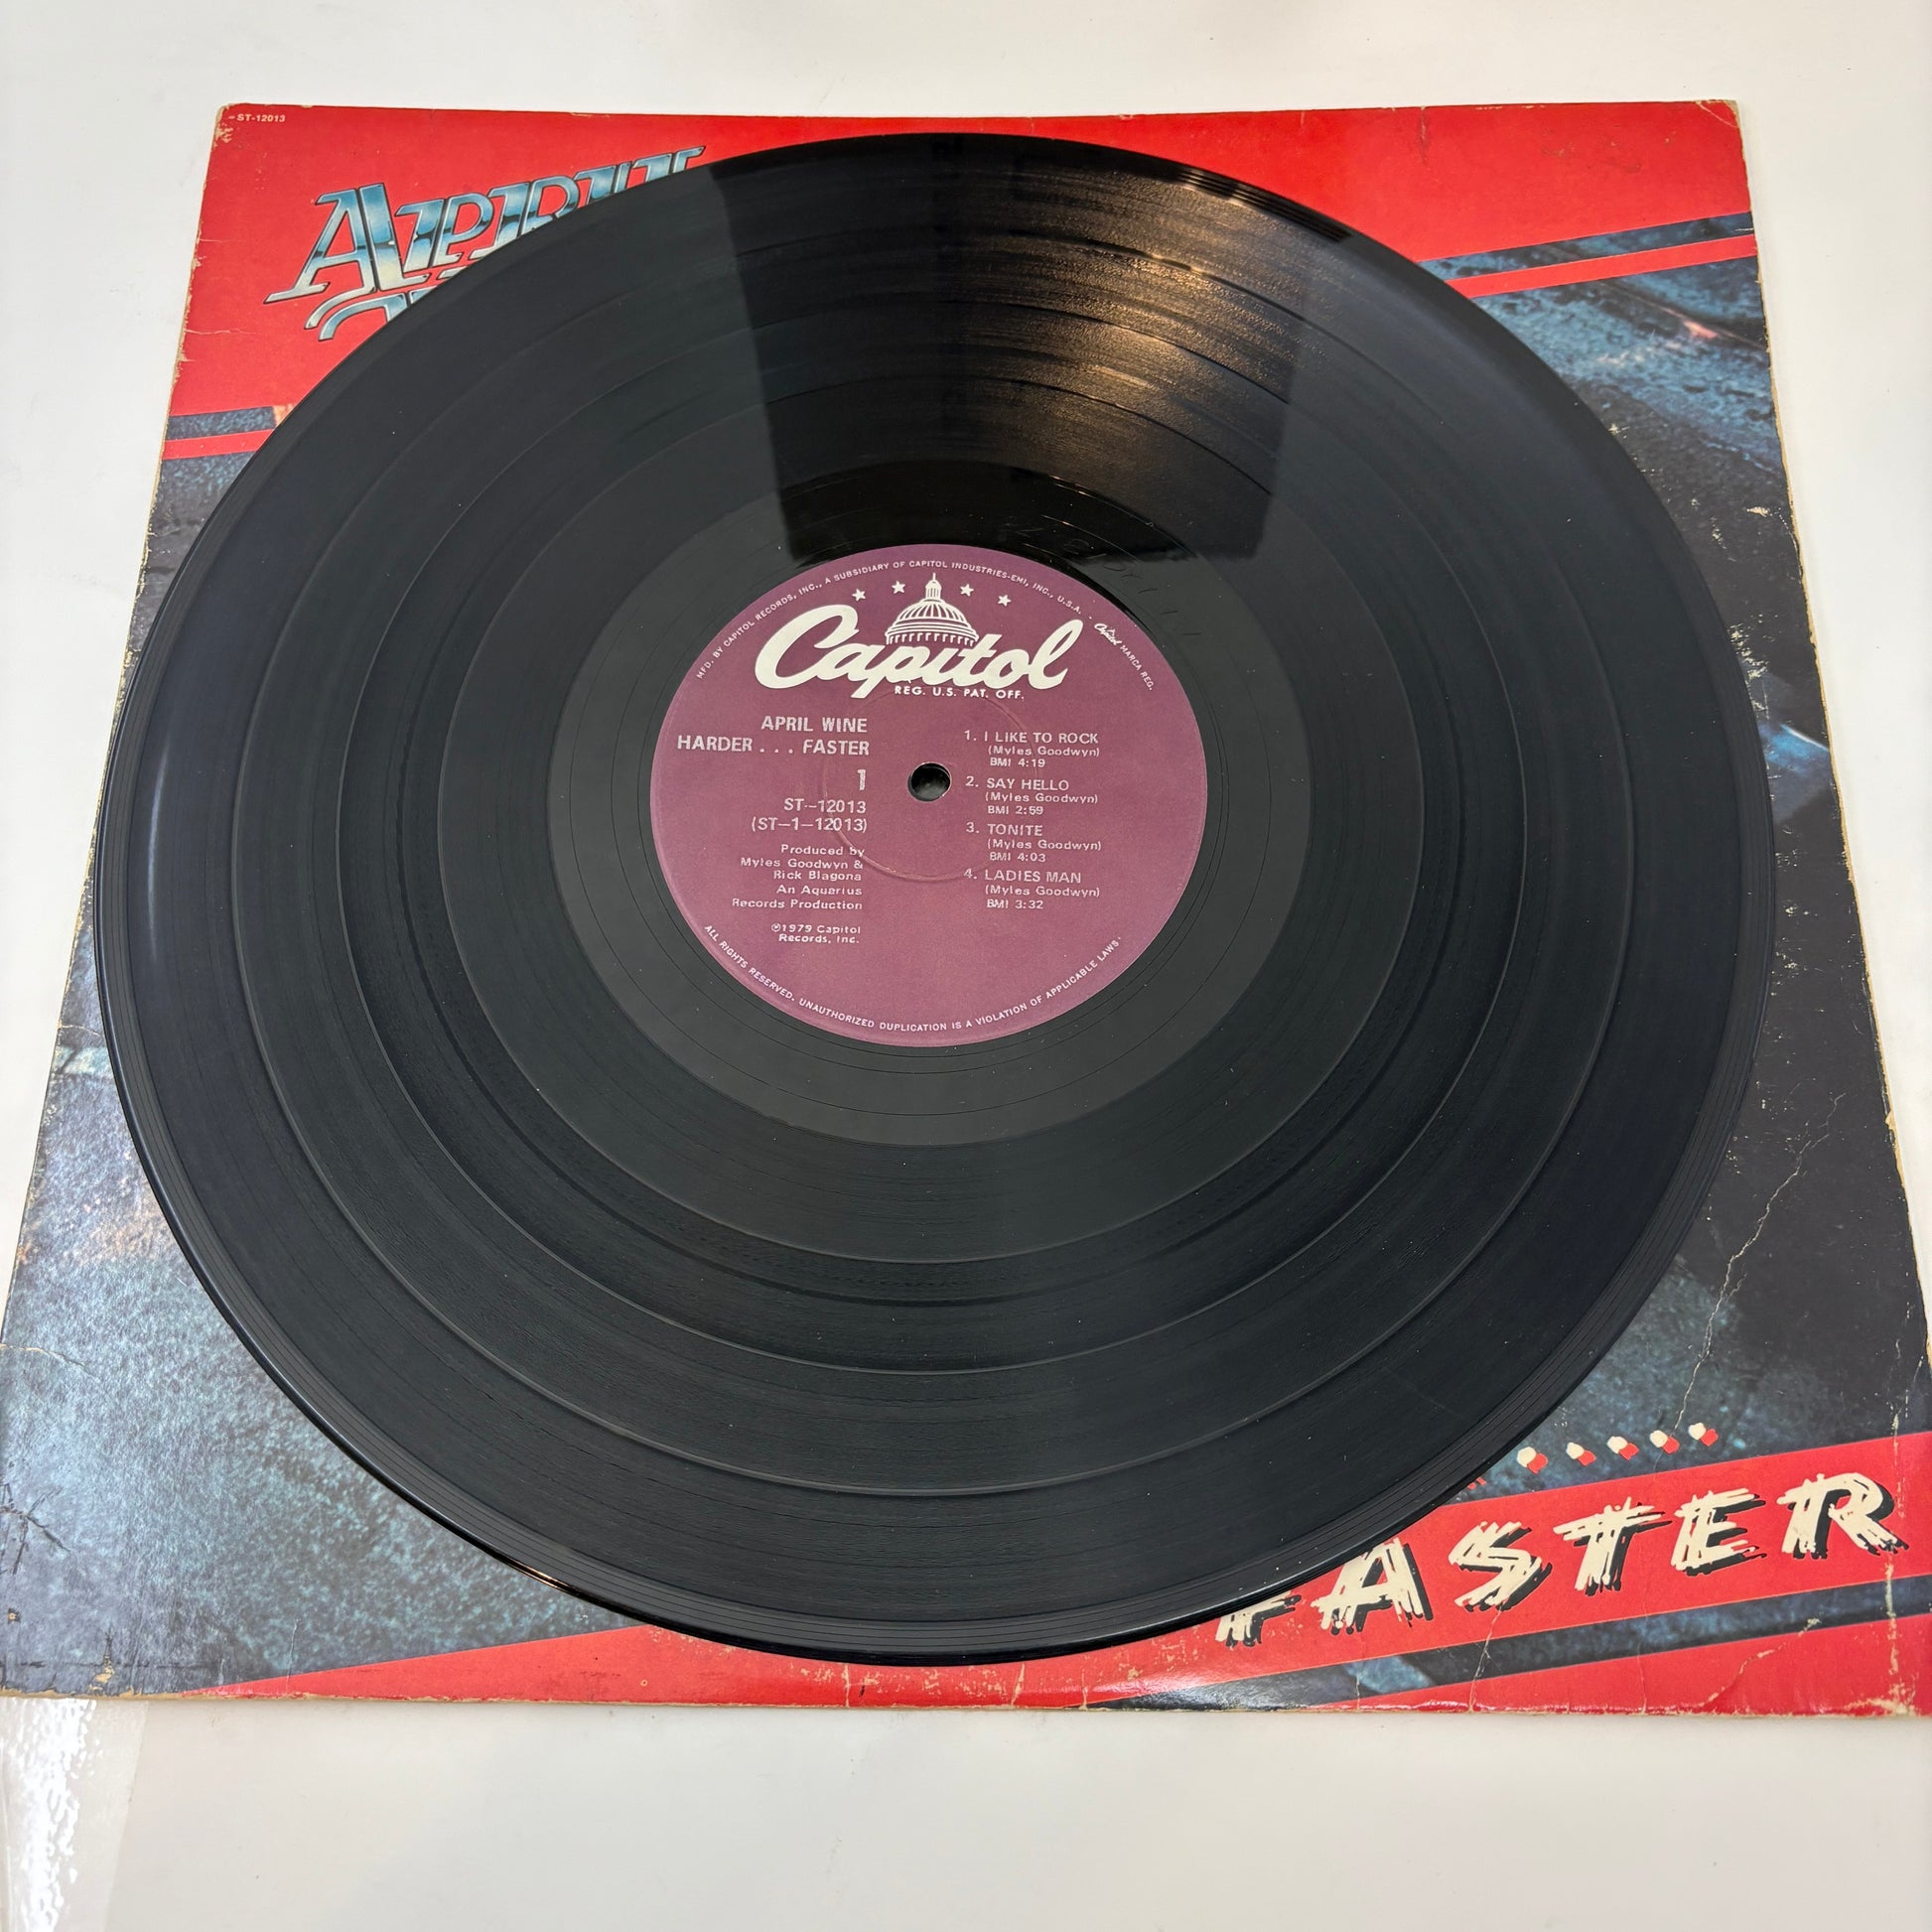 ST-12013
APRIL
MFD. BY CAPITOL RECORDS, INC., A SUBSIDIARY OF CAPITOL INDUSTRIES-EMI, INC., U.S.A. · Capitol MARCA REG.
Capitol
REG. U.S. PAT. OFF.
APRIL WINE
HARDER . . . FASTER
1
ST--12013
(ST—1—12013)
Produced by
Myles Goodwyn &
Rick Blagona
An Aquarius
Records Production
℗1979 Capitol
Records, Inc.
1. I LIKE TO ROCK
(Myles Goodwyn)
BMI 4:19
2. SAY HELLO
(Myles Goodwyn)
BMI 2:59
3. TONITE
(Myles Goodwyn)
BMI 4:03
4. LADIES MAN
(Myles Goodwyn)
BMI 3:32
ALL RIGHTS RESERVED. UNAUTHORIZED DUPLICATION IS A VIOLATION OF APPLICABLE LAWS.
FASTER